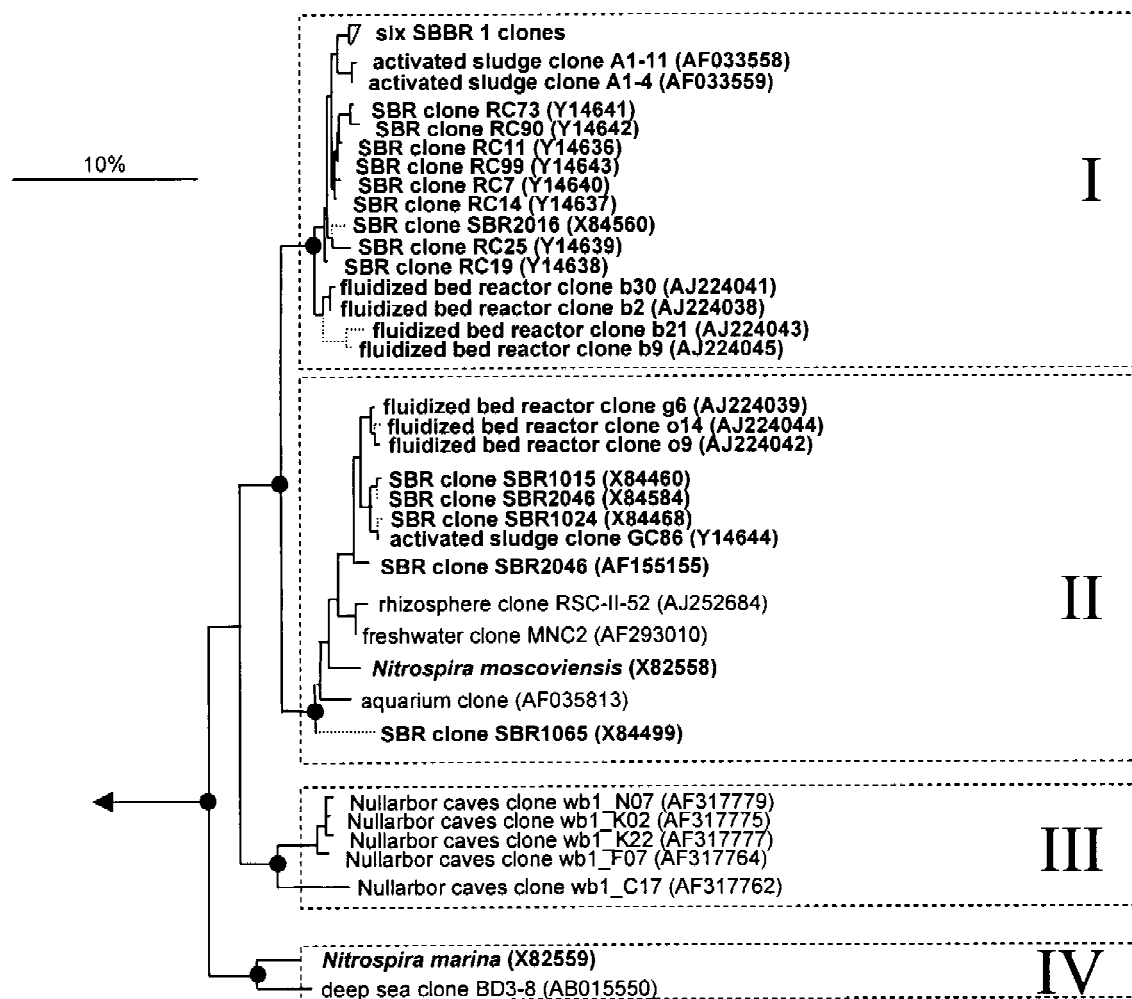 six SBBR 1 clones
activated sludge clone A1-11 (AF033558)
activated sludge clone A1-4 (AF033559)
SBR clone RC73 (Y14641)
SBR clone RC90 (Y14642)
SBR clone RC11 (Y14636)
10%
SBR clone RC99 (Y14643)
I
SBR clone RC7 (Y14640)
SBR clone RC14 (Y14637)
SBR clone SBR2016 (X84560)
SBR clone RC25 (Y14639)
SBR clone RC19 (Y14638)
fluidized bed reactor clone b30 (AJ224041)
fluidized bed reactor clone b2 (AJ224038)
fluidized bed reactor clone b21 (AJ224043)
fluidized bed reactor clone b9 (AJ224045)
fluidized bed reactor clone g6 (AJ224039)
fluidized bed reactor clone o14 (AJ224044)
fluidized bed reactor clone o9 (AJ224042)
SBR clone SBR1015 (X84460)
SBR clone SBR2046 (X84584)
SBR clone SBR1024 (X84468)
activated sludge clone GC86 (Y14644)
SBR clone SBR2046 (AF155155)
II
rhizosphere clone RSC-II-52 (AJ252684)
freshwater clone MNC2 (AF293010)
Nitrospira moscoviensis (X82558)
aquarium clone (AF035813)
SBR clone SBR1065 (X84499)
Nullarbor caves clone wb1_N07 (AF317779)
Nullarbor caves clone wb1_K02 (AF317775)
Nullarbor caves clone wb1_K22 (AF317777)
III
Nullarbor caves clone wb1_F07 (AF317764)
Nullarbor caves clone wb1_C17 (AF317762)
Nitrospira marina (X82559)
IV
deep sea clone BD3-8 (AB015550)